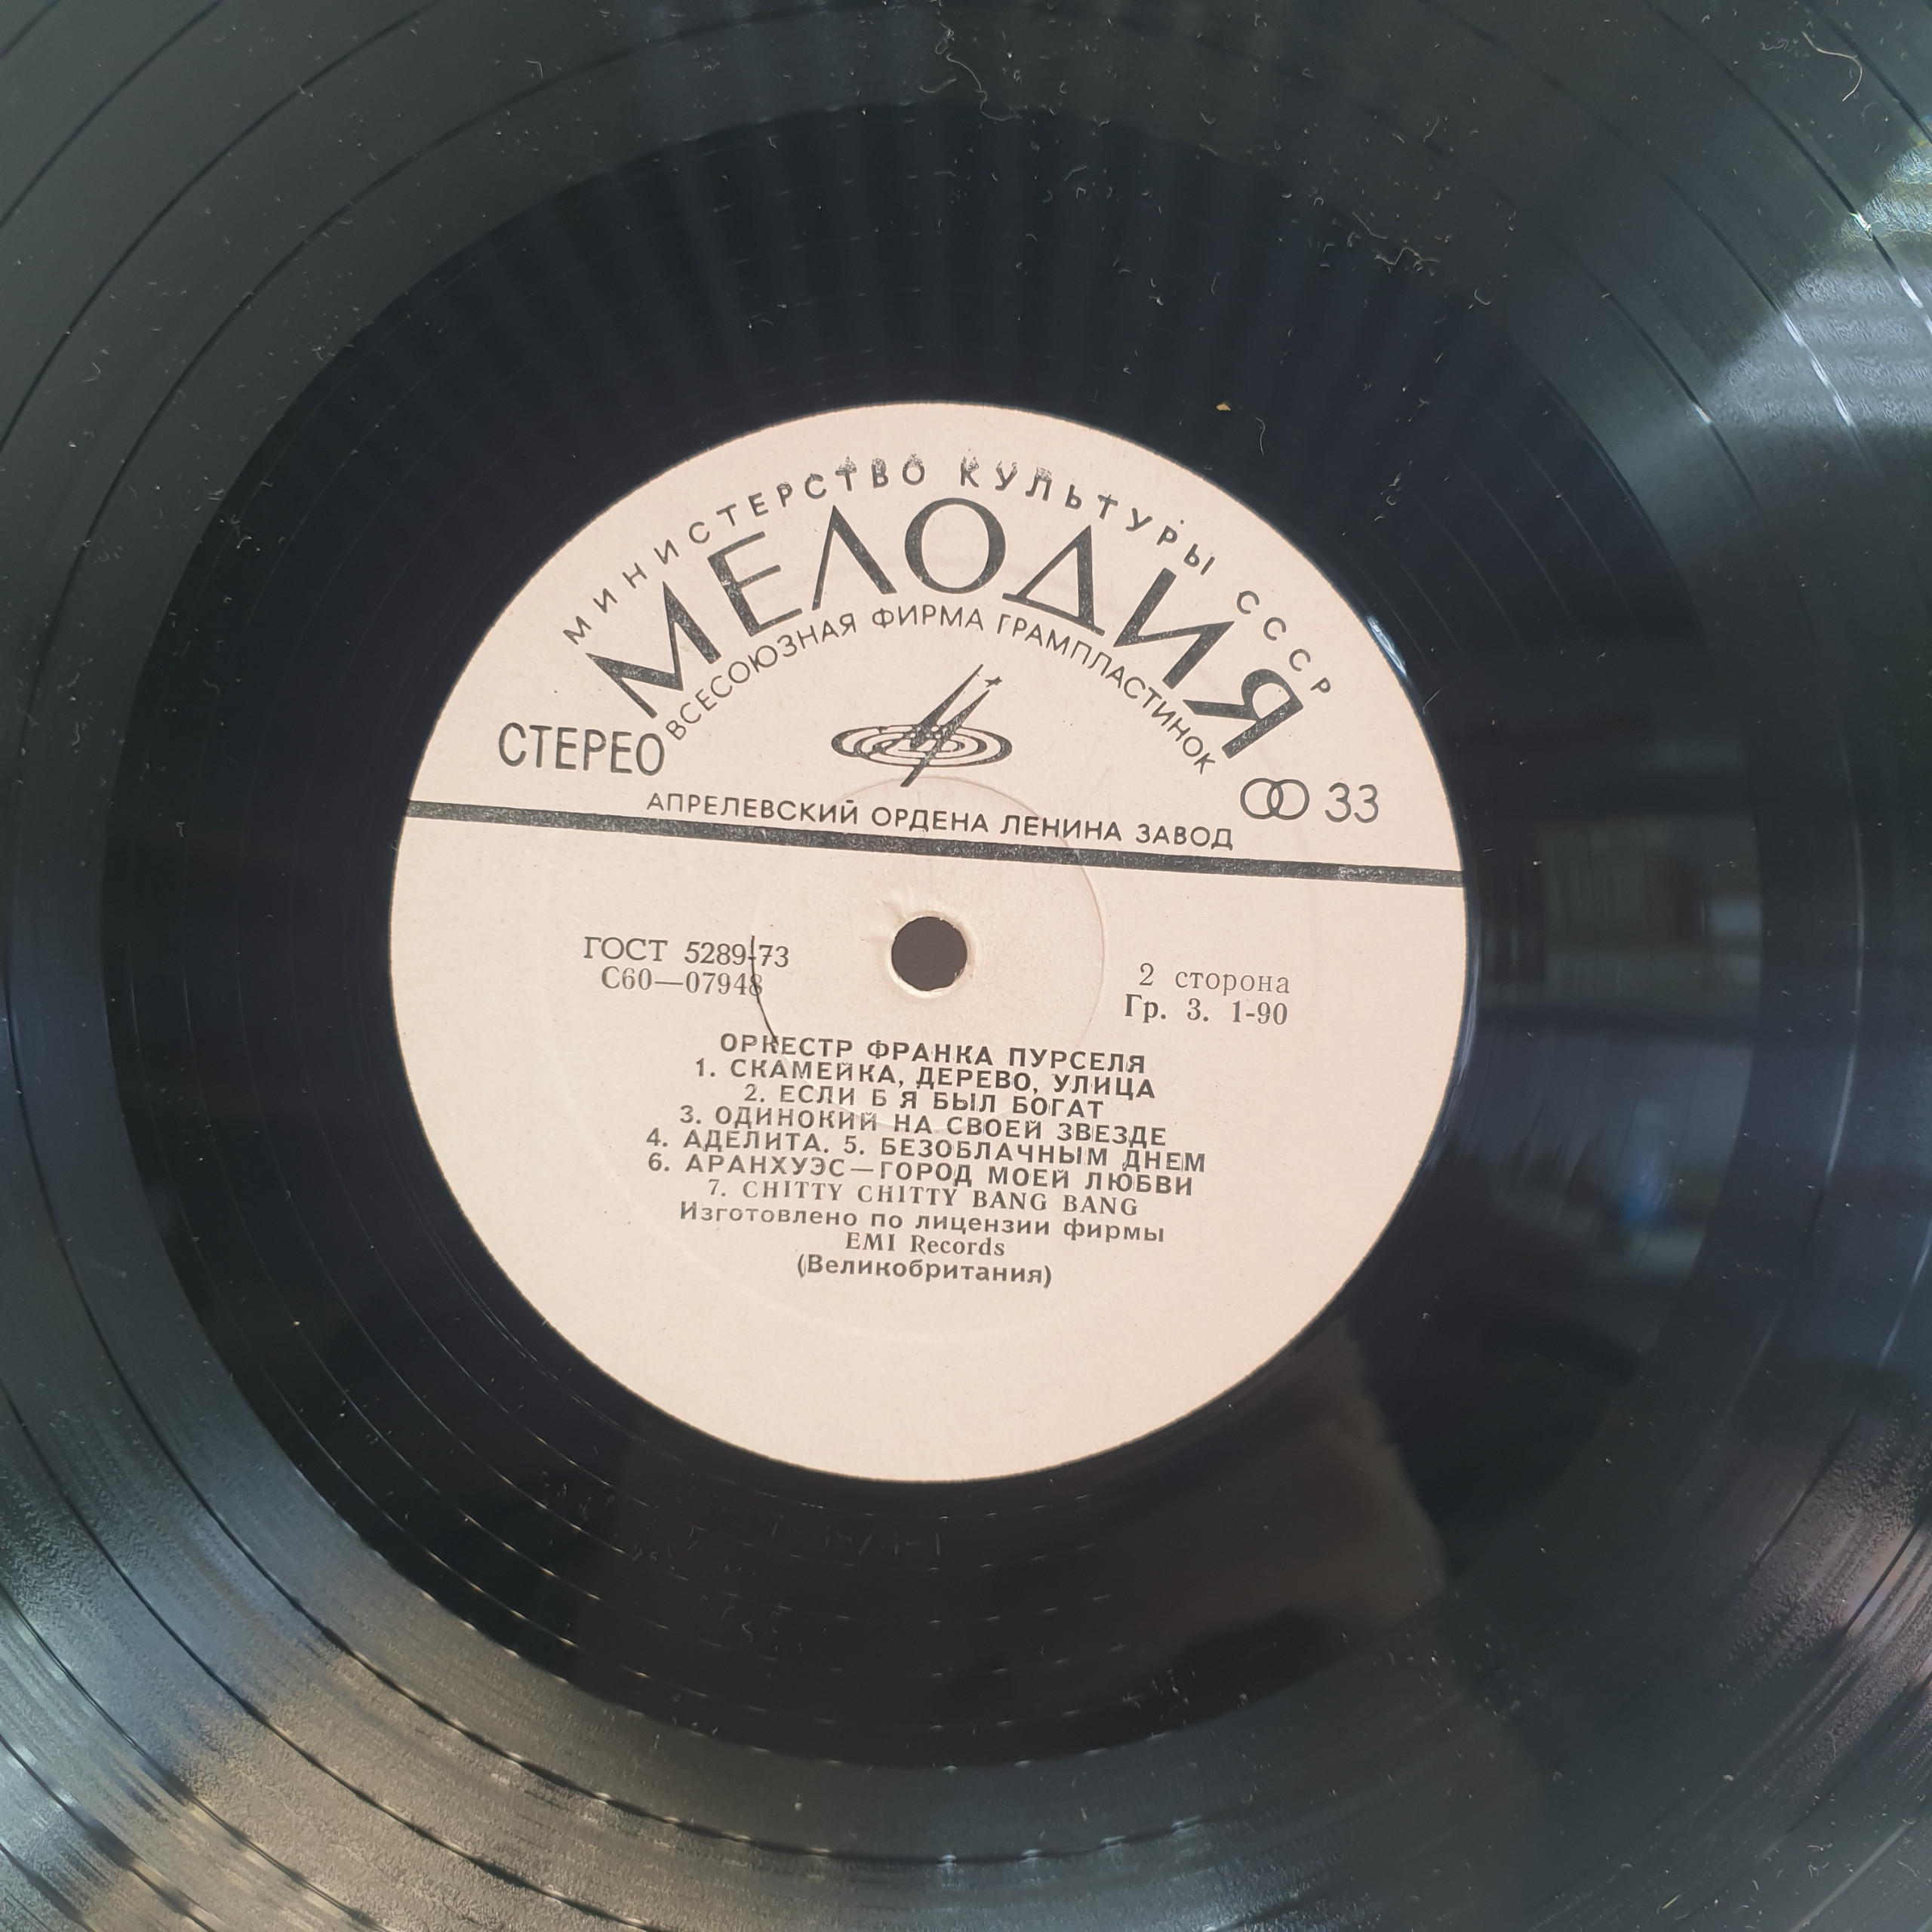 МИНИСТЕРСТВО КУЛЬТУРЫ СССР
МЕЛОДИЯ
ВСЕСОЮЗНАЯ ФИРМА ГРАМПЛАСТИНОК
СТЕРЕО
33
АПРЕЛЕВСКИЙ ОРДЕНА ЛЕНИНА ЗАВОД
ГОСТ 5289-73
С60—07948
2 сторона
Гр. 3. 1-90
ОРКЕСТР ФРАНКА ПУРСЕЛЯ
1. СКАМЕЙКА, ДЕРЕВО, УЛИЦА
2. ЕСЛИ Б Я БЫЛ БОГАТ
3. ОДИНОКИЙ НА СВОЕЙ ЗВЕЗДЕ
4. АДЕЛИТА. 5. БЕЗОБЛАЧНЫМ ДНЕМ
6. АРАНХУЭС—ГОРОД МОЕЙ ЛЮБВИ
7. CHITTY CHITTY BANG BANG
Изготовлено по лицензии фирмы
EMI Records
(Великобритания)